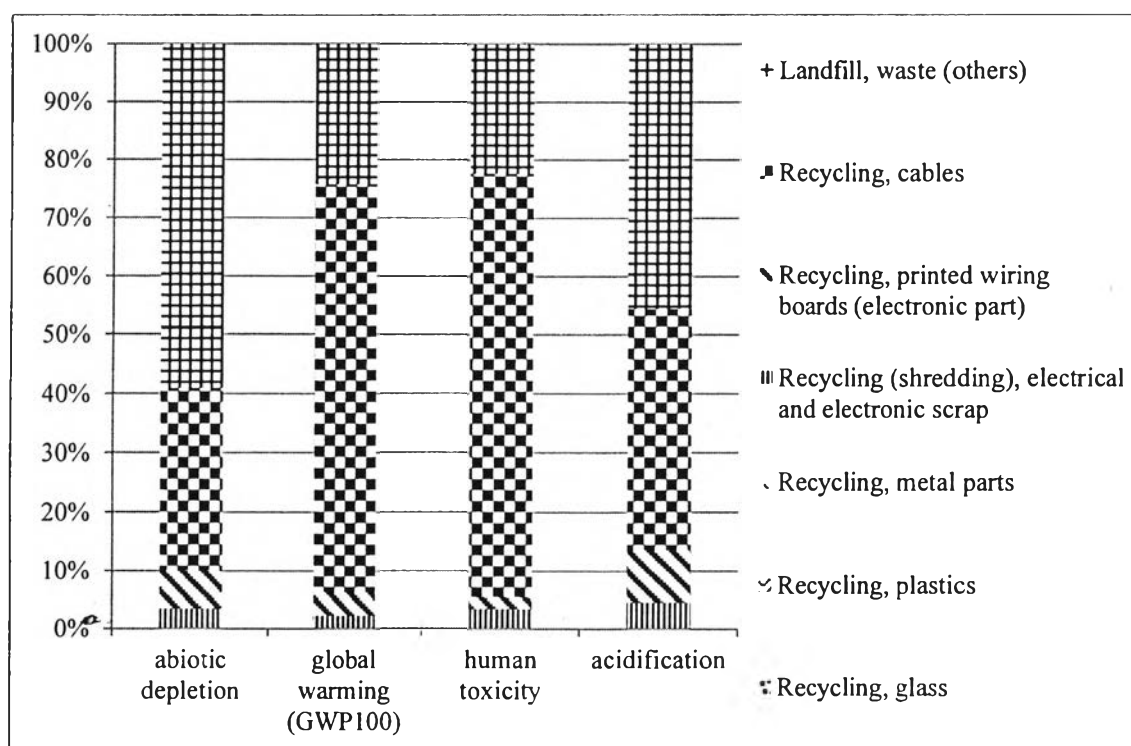 100%
90%
80%
70%
60%
50%
40%
30%
20%
10%
0%
abiotic
depletion
global
warming
(GWP100)
human
toxicity
acidification
Landfill, waste (others)
Recycling, cables
Recycling, printed wiring
boards (electronic part)
Recycling (shredding), electrical
and electronic scrap
Recycling, metal parts
Recycling, plastics
Recycling, glass